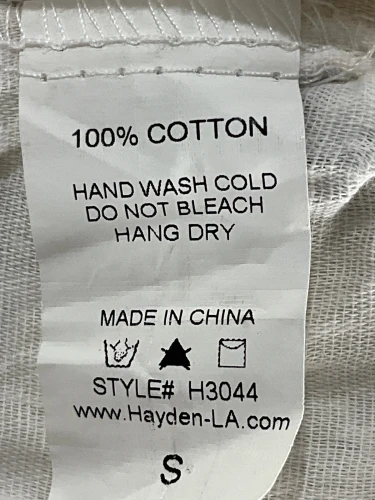 100% COTTON
HAND WASH COLD
DO NOT BLEACH
HANG DRY
MADE IN CHINA
STYLE# H3044
www.Hayden-LA.com
S